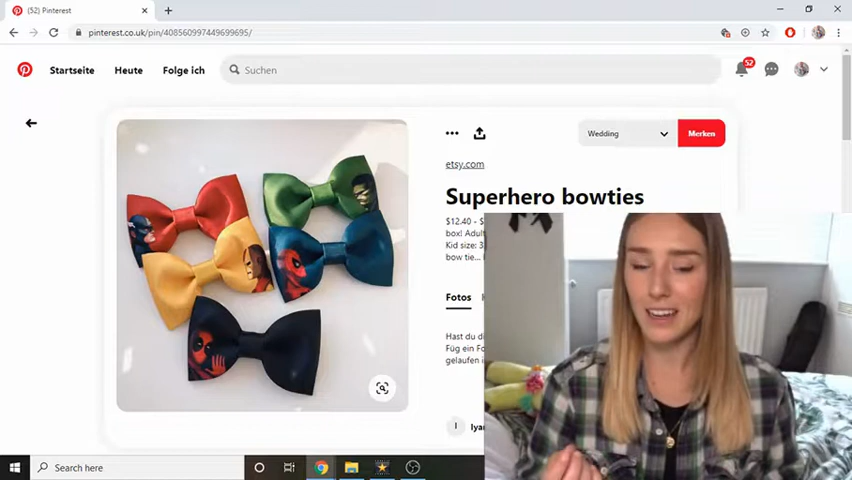 (52) Pinterest
pinterest.co.uk/pin/408560997449699695/
Startseite
Heute
Folge ich
Suchen
52
Wedding
Merken
etsy.com
Superhero bowties
$12.40 - $
box! Adult
Kid size: 3
bow tie...
Fotos
Hast du di
Füg ein Fo
gelaufen i
Search here